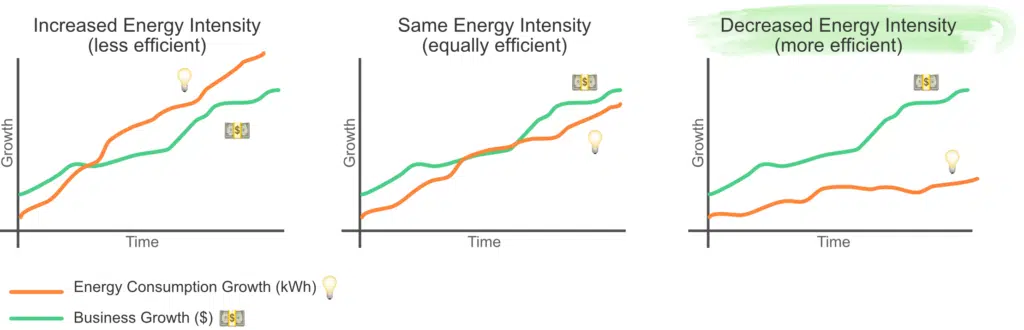 Increased Energy Intensity
(less efficient)
Growth
Time
Same Energy Intensity
(equally efficient)
Growth
Time
Decreased Energy Intensity
(more efficient)
Growth
Time
Energy Consumption Growth (kWh)
Business Growth ($)